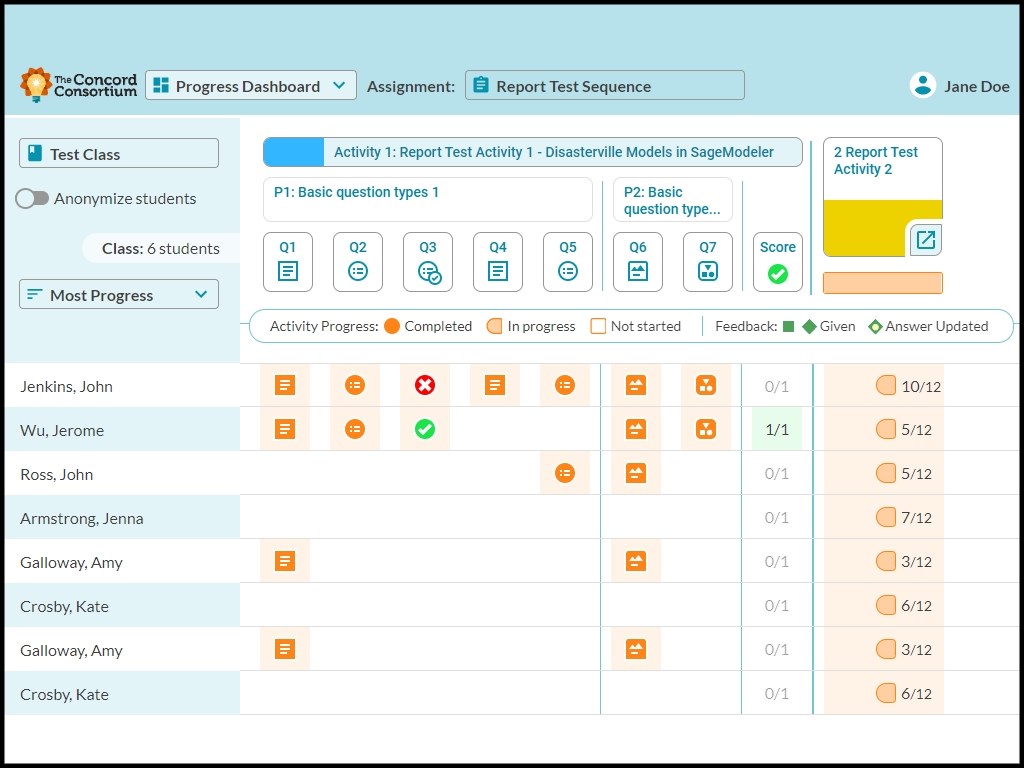 The Concord
Consortium
Progress Dashboard
Assignment:
Report Test Sequence
Jane Doe
Test Class
Anonymize students
Class: 6 students
Most Progress
Activity 1: Report Test Activity 1 - Disasterville Models in SageModeler
2 Report Test
Activity 2
P1: Basic question types 1
P2: Basic
question type...
Q1 Q2 Q3 Q4 Q5 Q6 Q7 Score
Activity Progress: Completed In progress Not started Feedback: Given Answer Updated
Jenkins, John 0/1 10/12
Wu, Jerome 1/1 5/12
Ross, John 0/1 5/12
Armstrong, Jenna 0/1 7/12
Galloway, Amy 0/1 3/12
Crosby, Kate 0/1 6/12
Galloway, Amy 0/1 3/12
Crosby, Kate 0/1 6/12